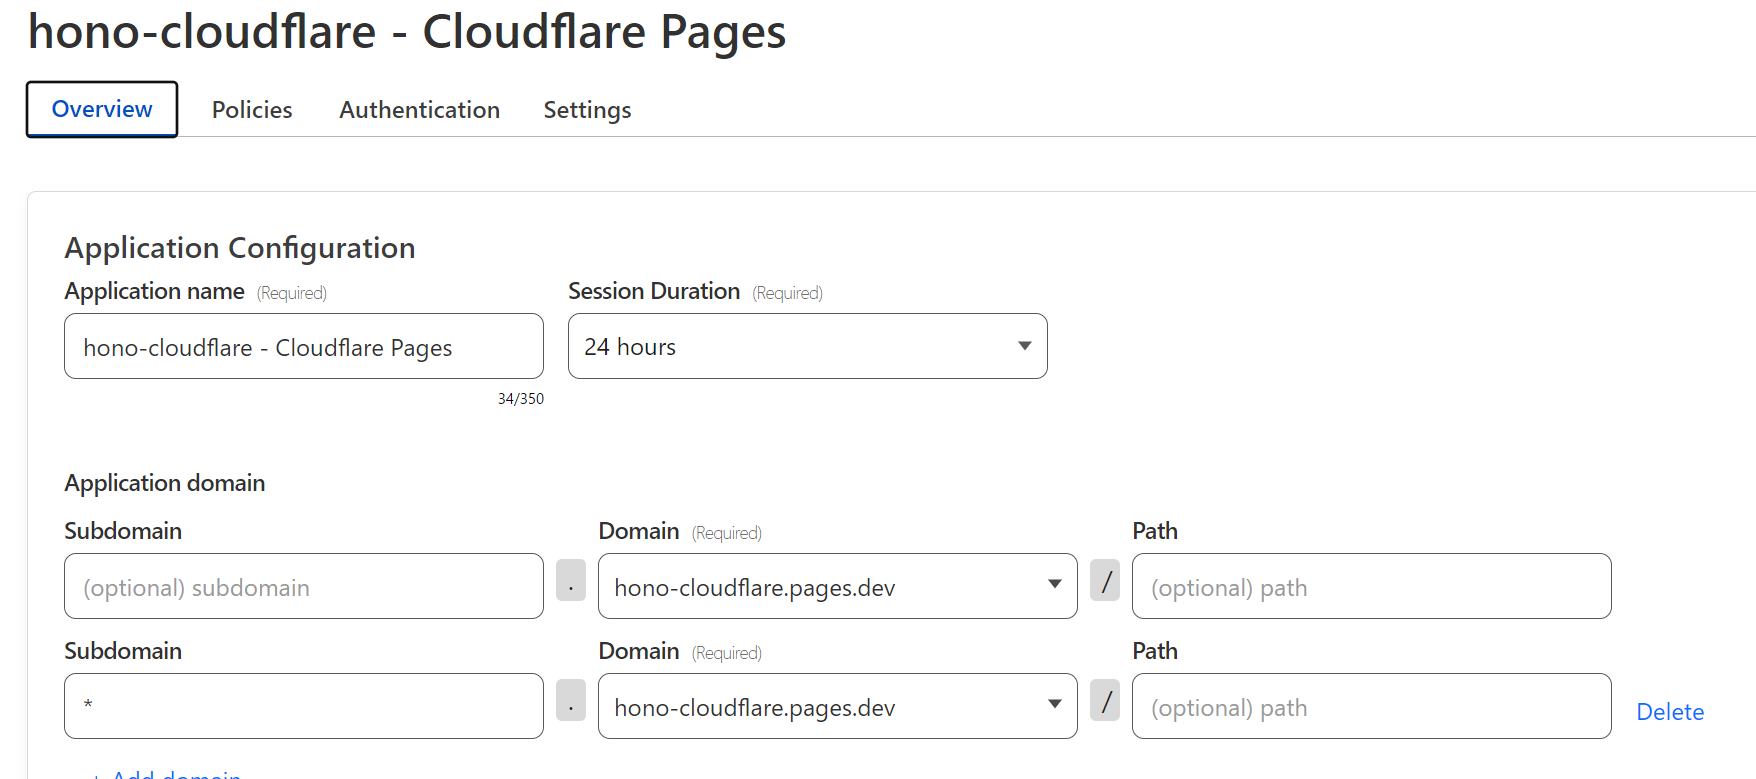 hono-cloudflare - Cloudflare Pages
Overview Policies Authentication Settings
Application Configuration
Application name (Required) Session Duration (Required)
hono-cloudflare - Cloudflare Pages 24 hours
34/350
Application domain
Subdomain Domain (Required) Path
(optional) subdomain . hono-cloudflare.pages.dev / (optional) path
Subdomain Domain (Required) Path
* . hono-cloudflare.pages.dev / (optional) path Delete
+ Add domain